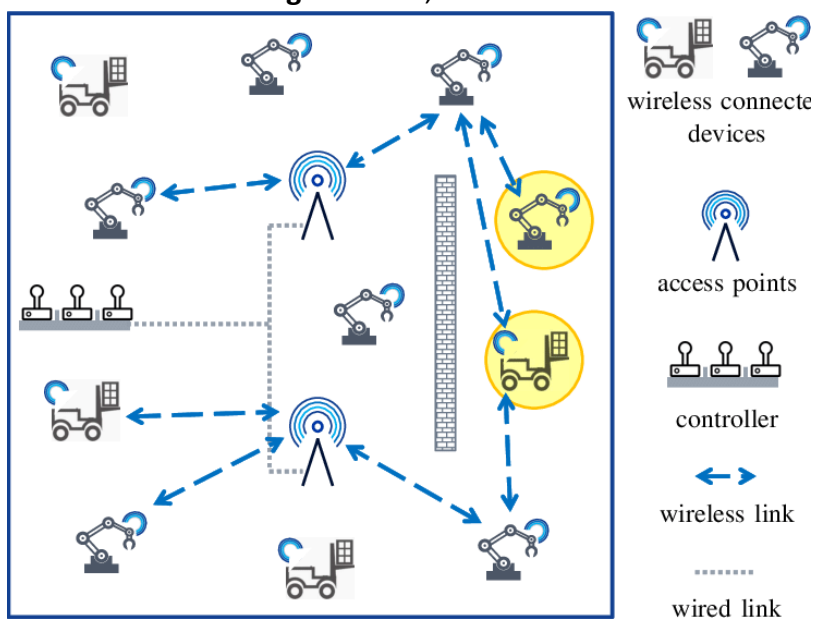 wireless connecte
devices
access points
controller
wireless link
wired link